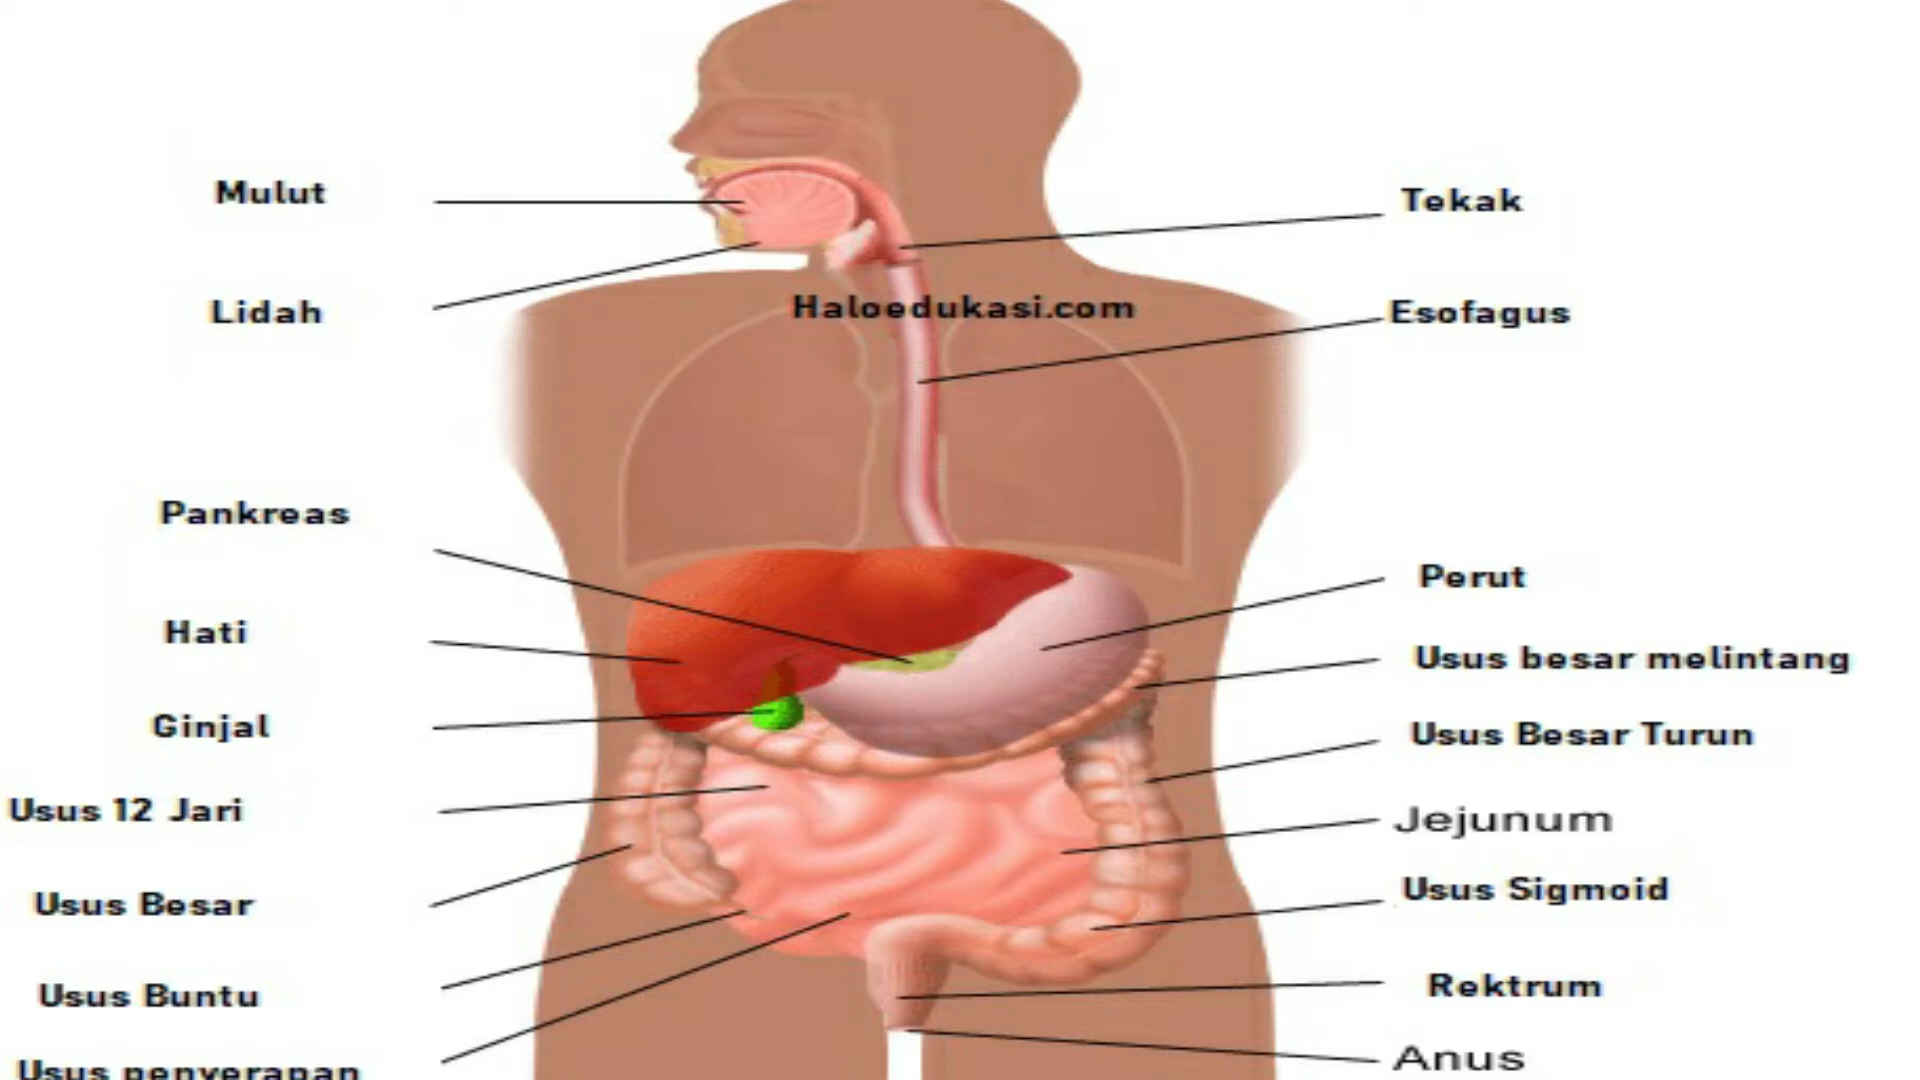 Mulut
Lidah
Pankreas
Hati
Ginjal
Usus 12 Jari
Usus Besar
Usus Buntu
Usus penyerapan
Haloedukasi.com
Tekak
Esofagus
Perut
Usus besar melintang
Usus Besar Turun
Jejunum
Usus Sigmoid
Rektrum
Anus